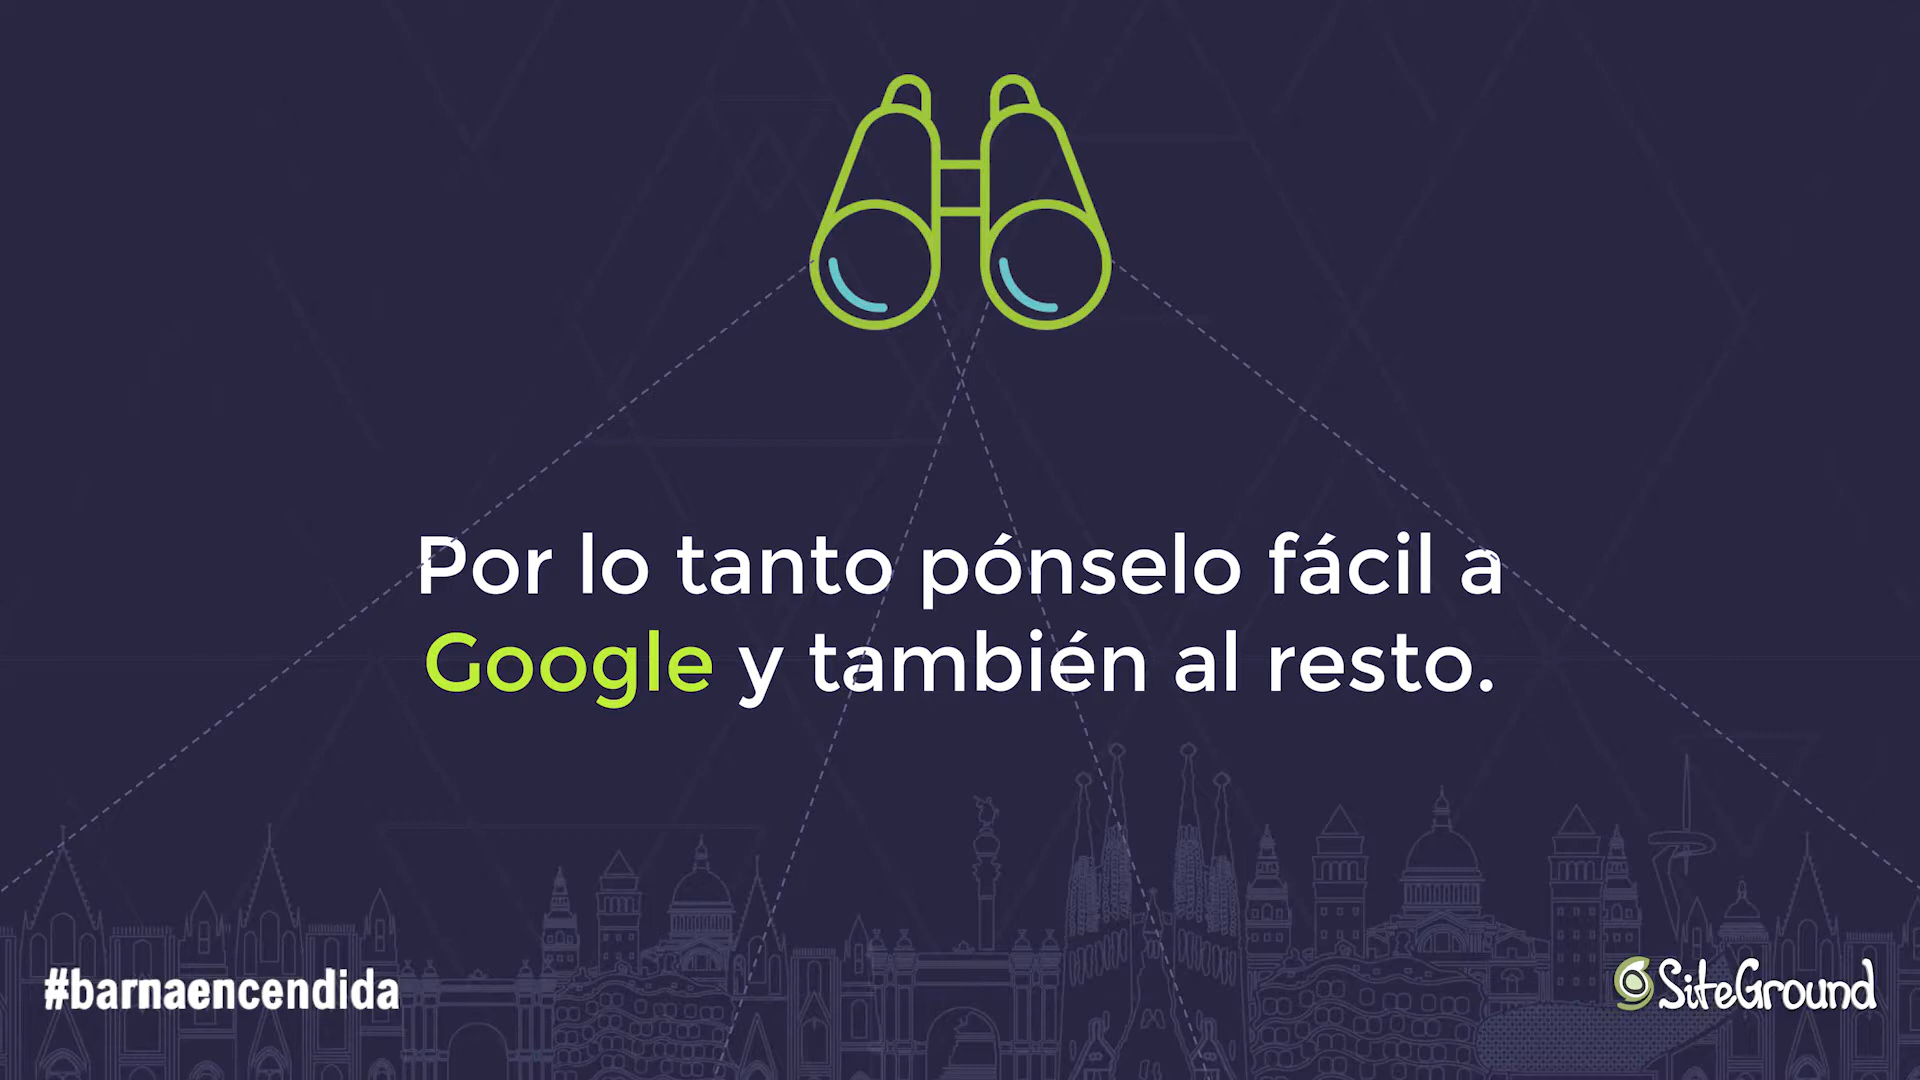 Por lo tanto pónselo fácil a
Google y también al resto.
#barnaencendida
SiteGround